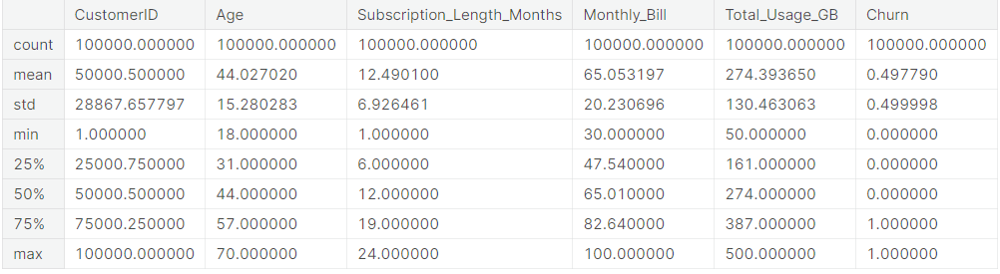 CustomerID Age Subscription_Length_Months Monthly_Bill Total_Usage_GB Churn
count 100000.000000 100000.000000 100000.000000 100000.000000 100000.000000 100000.000000
mean 50000.500000 44.027020 12.490100 65.053197 274.393650 0.497790
std 28867.657797 15.280283 6.926461 20.230696 130.463063 0.499998
min 1.000000 18.000000 1.000000 30.000000 50.000000 0.000000
25% 25000.750000 31.000000 6.000000 47.540000 161.000000 0.000000
50% 50000.500000 44.000000 12.000000 65.010000 274.000000 0.000000
75% 75000.250000 57.000000 19.000000 82.640000 387.000000 1.000000
max 100000.000000 70.000000 24.000000 100.000000 500.000000 1.000000